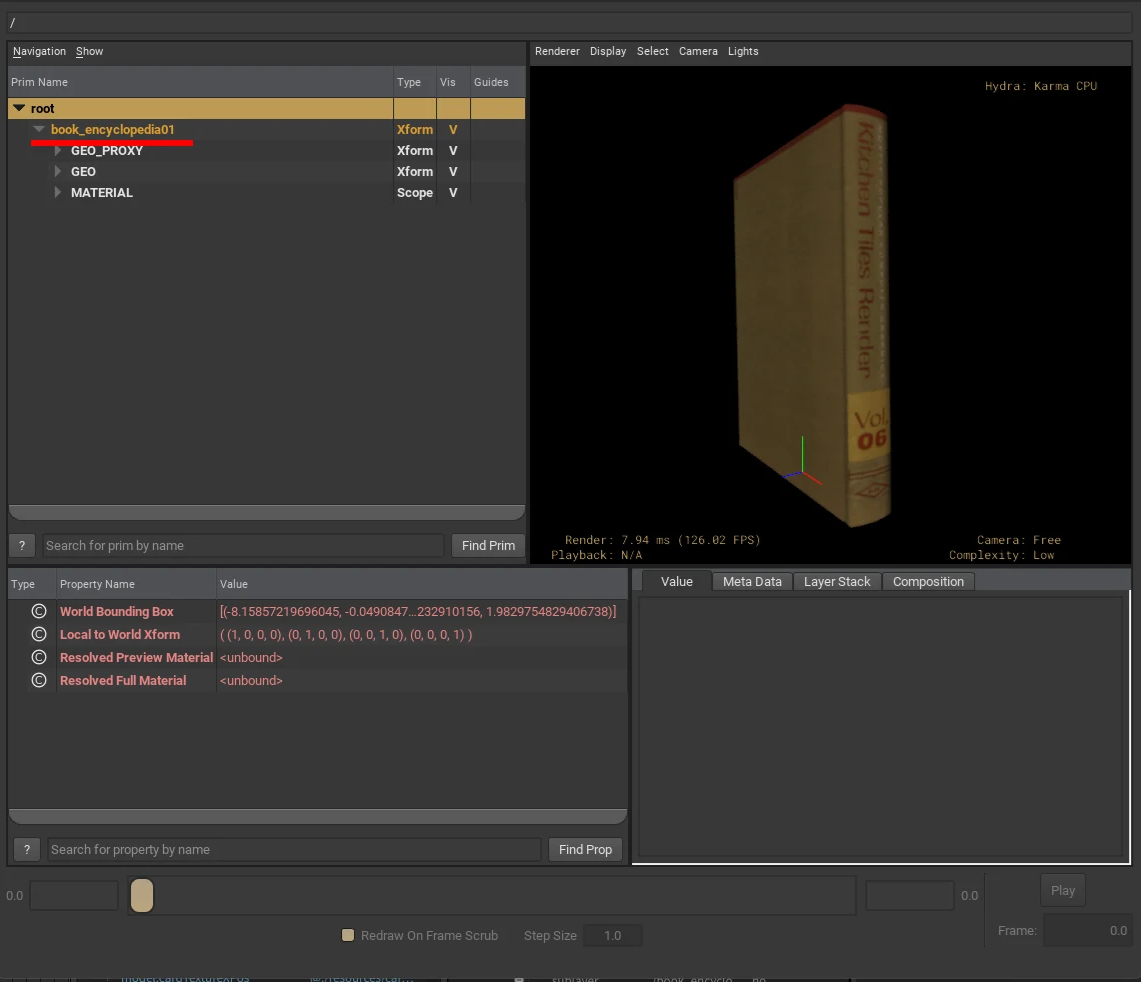 /
Navigation Show
Renderer Display Select Camera Lights
Prim Name Type Vis Guides
Hydra: Karma CPU
root
book_encyclopedia01 Xform V
GEO_PROXY Xform V
GEO Xform V
MATERIAL Scope V
Kitchen Tiles Render
Vol.
06
Render: 7.94 ms (126.02 FPS)
Playback: N/A
Camera: Free
Complexity: Low
? Search for prim by name Find Prim
Type Property Name Value
Value Meta Data Layer Stack Composition
C World Bounding Box [(-8.15857219696045, -0.0490847...232910156, 1.9829754829406738)]
C Local to World Xform ( (1, 0, 0, 0), (0, 1, 0, 0), (0, 0, 1, 0), (0, 0, 0, 1) )
C Resolved Preview Material <unbound>
C Resolved Full Material <unbound>
? Search for property by name Find Prop
0.0 0.0 Play
Redraw On Frame Scrub Step Size 1.0 Frame: 0.0